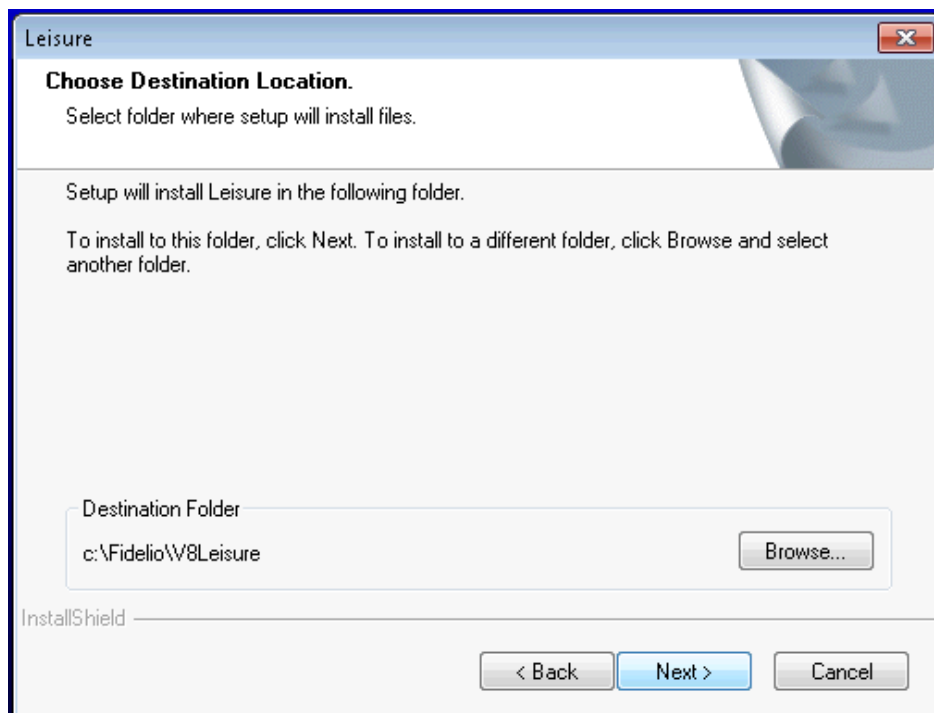 Leisure
Choose Destination Location.
Select folder where setup will install files.
Setup will install Leisure in the following folder.
To install to this folder, click Next. To install to a different folder, click Browse and select
another folder.
Destination Folder
c:\Fidelio\V8Leisure
Browse...
InstallShield
< Back
Next >
Cancel